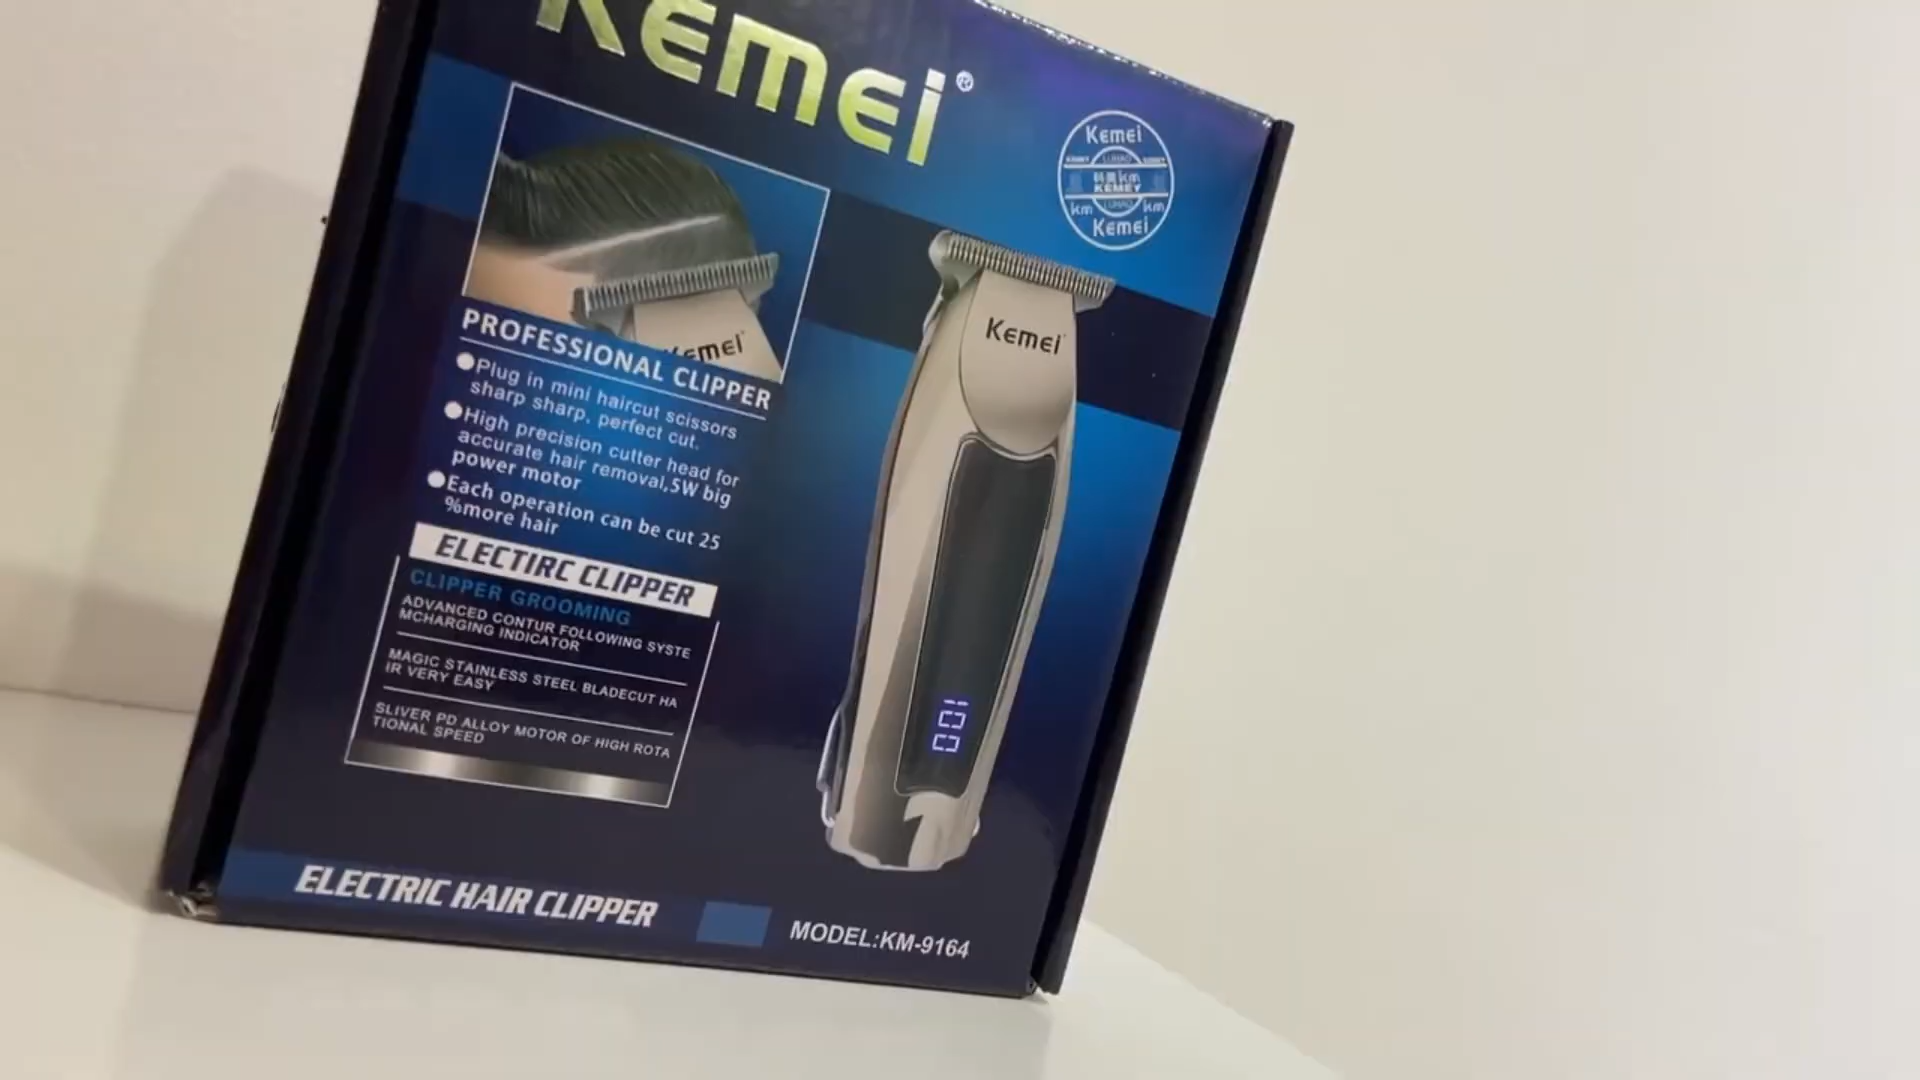 Kemei®
Kemei
KEMEY
km km
Kemei
Kemei
Kemei
PROFESSIONAL CLIPPER
●Plug in mini haircut scissors
sharp sharp, perfect cut.
●High precision cutter head for
accurate hair removal,5W big
power motor
●Each operation can be cut 25
%more hair
ELECTIRC CLIPPER
CLIPPER GROOMING
ADVANCED CONTUR FOLLOWING SYSTE
MCHARGING INDICATOR
MAGIC STAINLESS STEEL BLADECUT HA
IR VERY EASY
SLIVER PD ALLOY MOTOR OF HIGH ROTA
TIONAL SPEED
100
ELECTRIC HAIR CLIPPER
MODEL:KM-9164